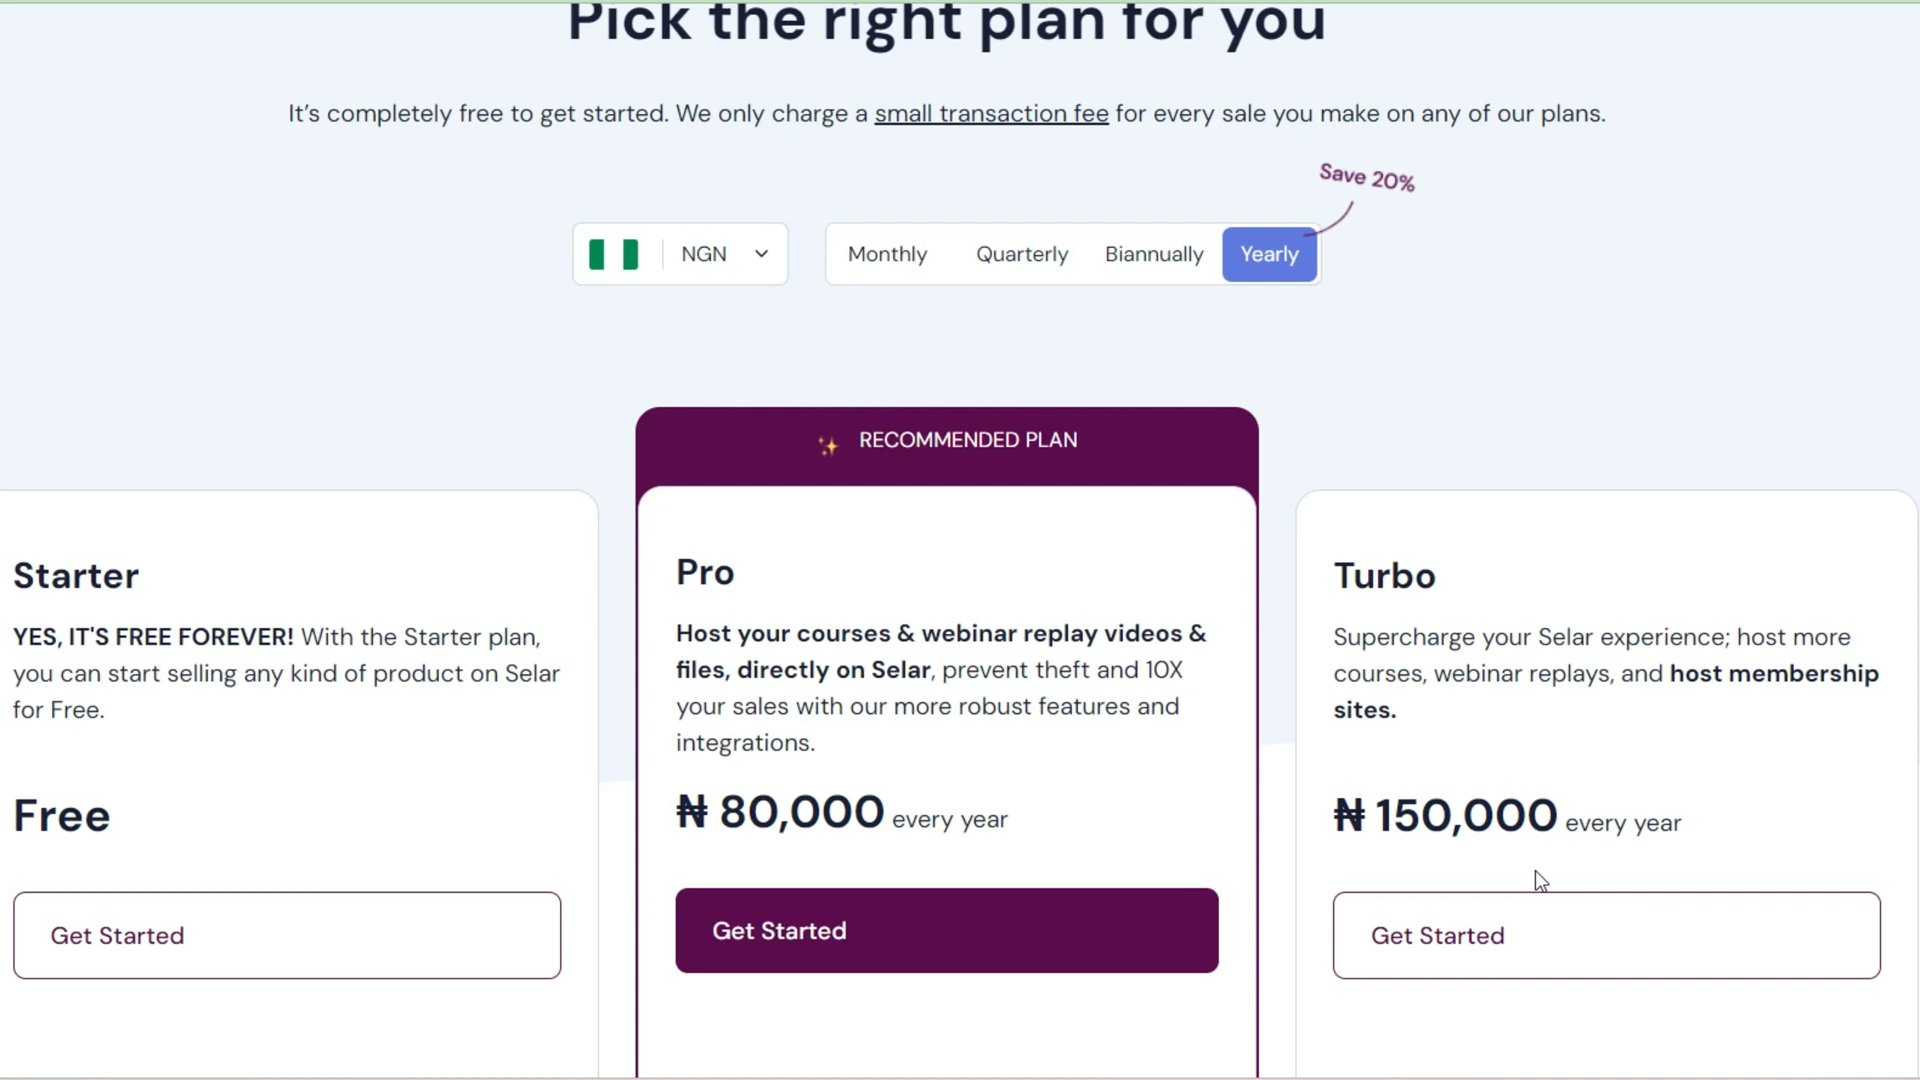 Pick the right plan for you
It’s completely free to get started. We only charge a small transaction fee for every sale you make on any of our plans.
Save 20%
NGN
Monthly Quarterly Biannually Yearly
✨ RECOMMENDED PLAN
Starter
YES, IT'S FREE FOREVER! With the Starter plan,
you can start selling any kind of product on Selar
for Free.
Free
Get Started
Pro
Host your courses & webinar replay videos &
files, directly on Selar, prevent theft and 10X
your sales with our more robust features and
integrations.
₦ 80,000 every year
Get Started
Turbo
Supercharge your Selar experience; host more
courses, webinar replays, and host membership
sites.
₦ 150,000 every year
Get Started